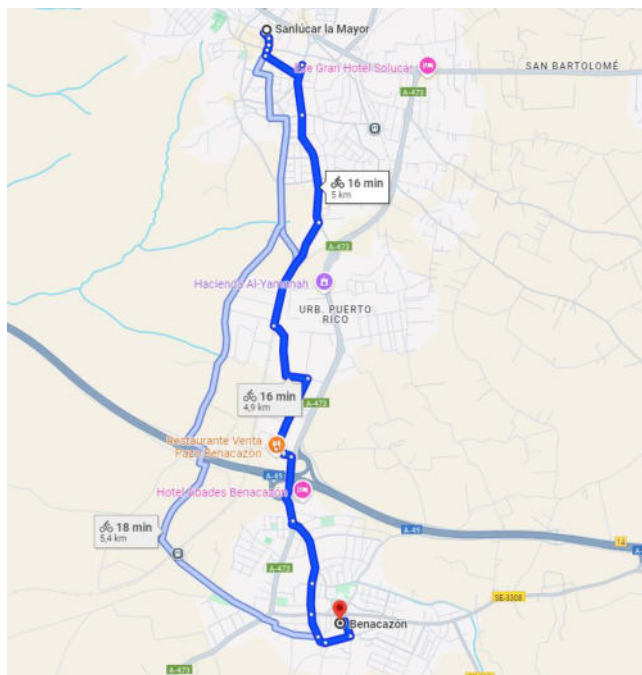 Sanlúcar la Mayor
Exe Gran Hotel Solucar
SAN BARTOLOMÉ
A-473
16 min
5 km
A-473
Hacienda Al-Yamanah
URB. PUERTO
RICO
16 min
4,9 km
A-473
Restaurante Venta
Pazo Benacazón
A-49
Hotel Abades Benacazón
18 min
5,4 km
A-49
14
A-473
SE-3308
Benacazón
A-473